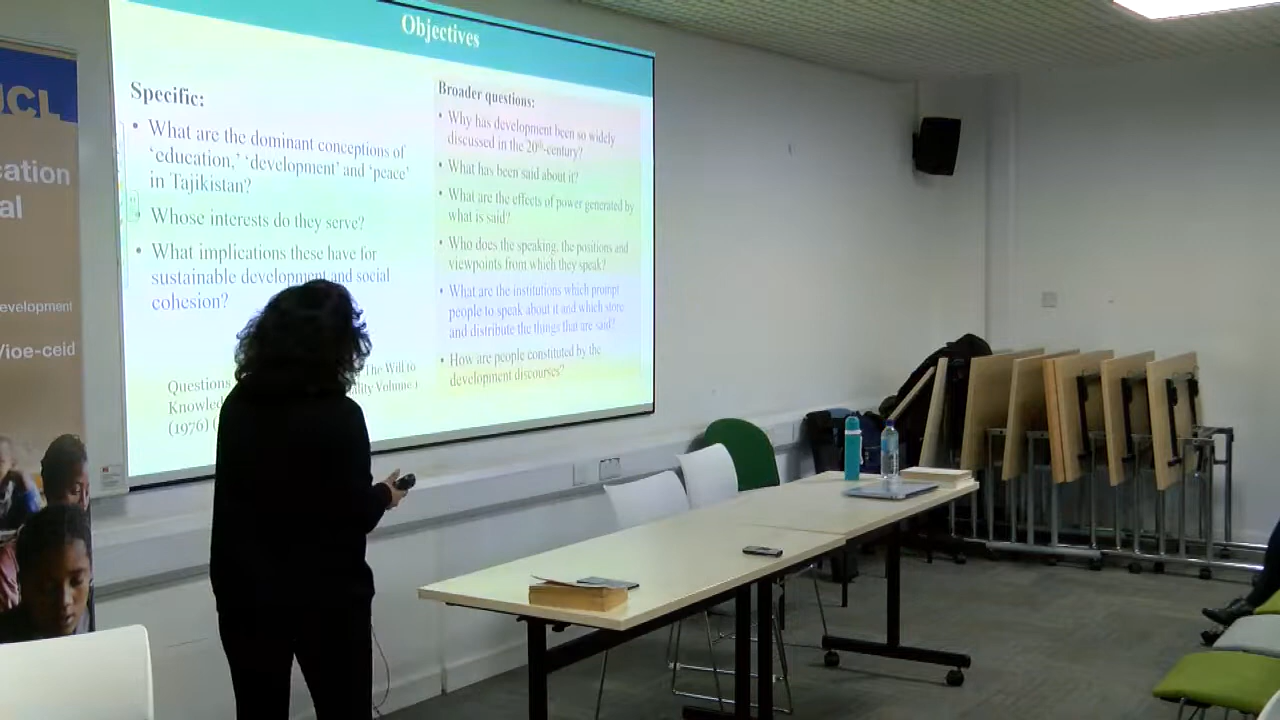 Objectives
Specific:
• What are the dominant conceptions of
‘education,’ ‘development’ and ‘peace’
in Tajikistan?
• Whose interests do they serve?
• What implications these have for
sustainable development and social
cohesion?
Questions
The Will to
Knowled
Volume 1
(1976) (
Broader questions:
• Why has development been so widely
discussed in the 20th-century?
• What has been said about it?
• What are the effects of power generated by
what is said?
• Who does the speaking, the positions and
viewpoints from which they speak?
• What are the institutions which prompt
people to speak about it and which store
and distribute the things that are said?
• How are people constituted by the
development discourses?
UCL
cation
al
evelopment
/ioe-ceid